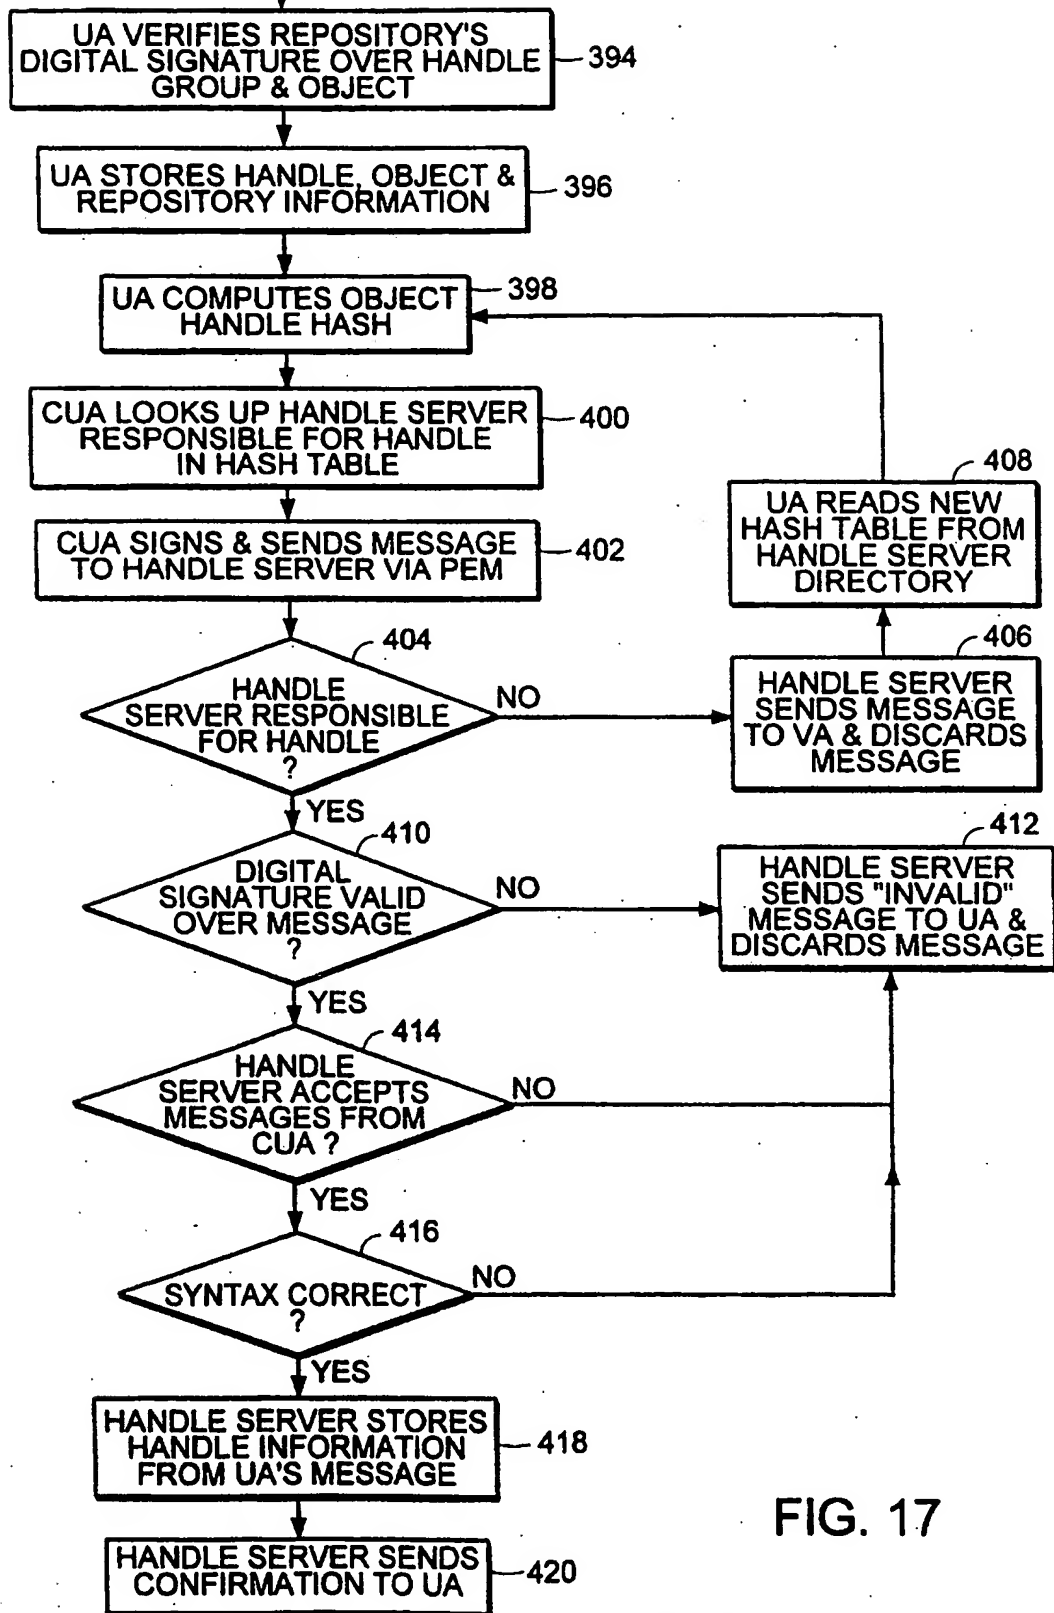 UA VERIFIES REPOSITORY'S
DIGITAL SIGNATURE OVER HANDLE
GROUP & OBJECT
394
UA STORES HANDLE, OBJECT &
REPOSITORY INFORMATION
396
UA COMPUTES OBJECT
HANDLE HASH
398
CUA LOOKS UP HANDLE SERVER
RESPONSIBLE FOR HANDLE
IN HASH TABLE
400
CUA SIGNS & SENDS MESSAGE
TO HANDLE SERVER VIA PEM
402
408
UA READS NEW
HASH TABLE FROM
HANDLE SERVER
DIRECTORY
404
HANDLE
SERVER RESPONSIBLE
FOR HANDLE
?
NO
YES
406
HANDLE SERVER
SENDS MESSAGE
TO VA & DISCARDS
MESSAGE
410
DIGITAL
SIGNATURE VALID
OVER MESSAGE
?
NO
YES
412
HANDLE SERVER
SENDS "INVALID"
MESSAGE TO UA &
DISCARDS MESSAGE
414
HANDLE
SERVER ACCEPTS
MESSAGES FROM
CUA ?
NO
YES
416
SYNTAX CORRECT
?
NO
YES
HANDLE SERVER STORES
HANDLE INFORMATION
FROM UA'S MESSAGE
418
HANDLE SERVER SENDS
CONFIRMATION TO UA
420
FIG. 17